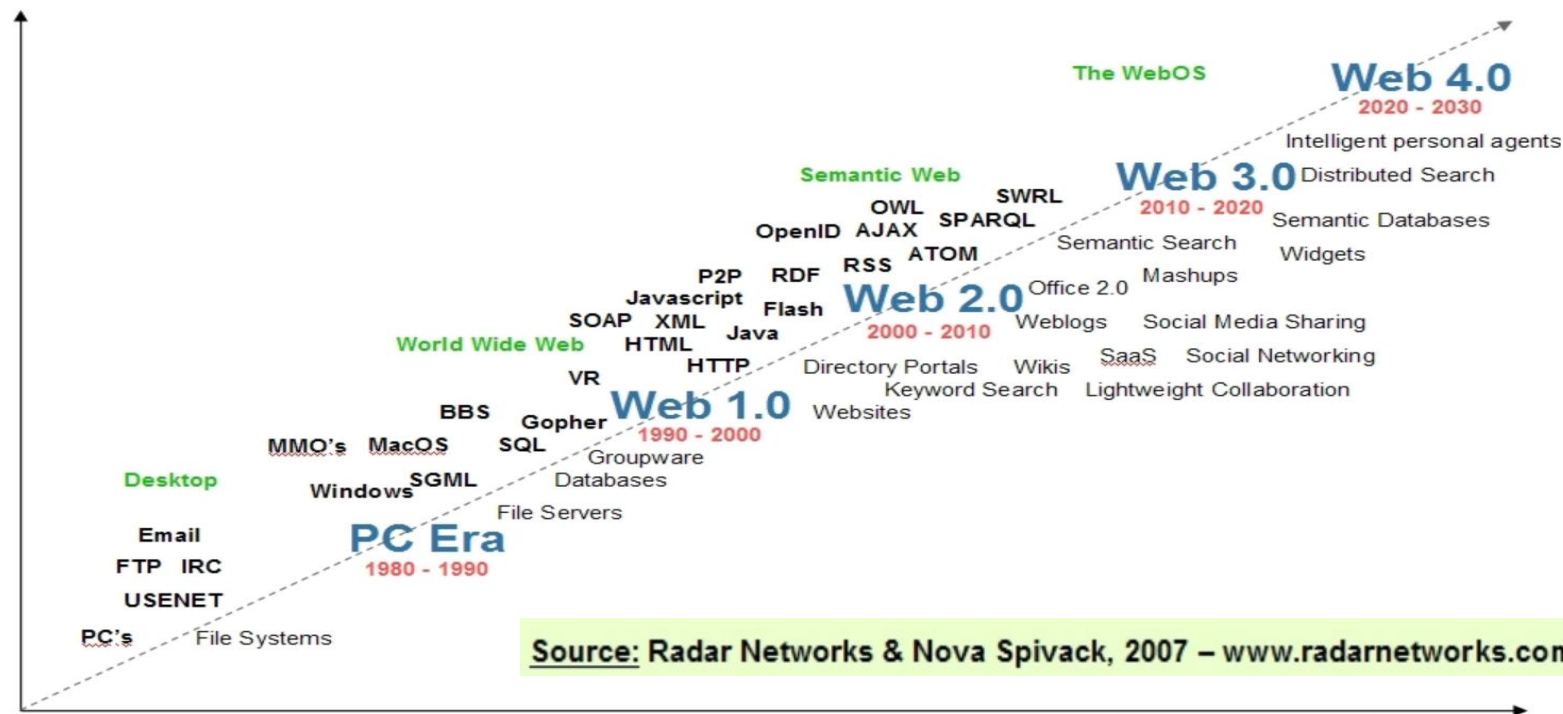 The WebOS
Web 4.0
2020 - 2030
Intelligent personal agents
Semantic Web
Web 3.0
Distributed Search
2010 - 2020
SWRL
OWL
SPARQL
Semantic Databases
OpenID
AJAX
Semantic Search
ATOM
Widgets
RSS
P2P
RDF
Mashups
Office 2.0
Javascript
Web 2.0
Flash
SOAP
XML
Weblogs
Social Media Sharing
2000 - 2010
Java
World Wide Web
HTML
SaaS
Social Networking
HTTP
Directory Portals
Wikis
VR
Keyword Search
Lightweight Collaboration
Web 1.0
BBS
Websites
Gopher
1990 - 2000
MMO's
MacOS
SQL
Groupware
Desktop
SGML
Databases
Windows
File Servers
Email
PC Era
FTP IRC
1980 - 1990
USENET
PC's
File Systems
Source: Radar Networks & Nova Spivack, 2007 – www.radarnetworks.com